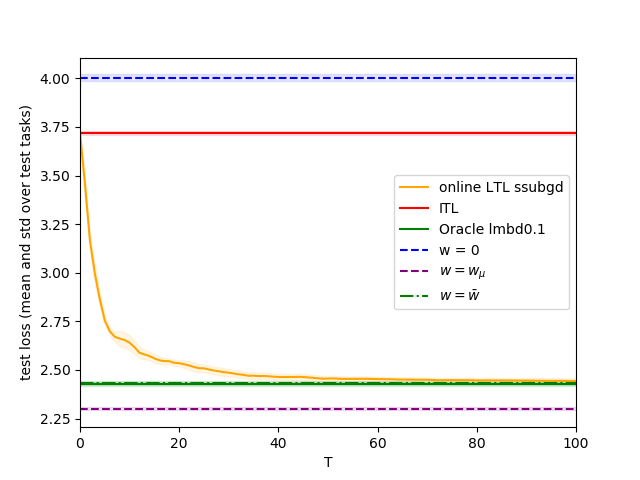 4.00
3.75
3.50
3.25
3.00
2.75
2.50
2.25
test loss (mean and std over test tasks)
online LTL ssubgd
ITL
Oracle lmbd0.1
w = 0
w = w_μ
w = w̄
0 20 40 60 80 100
T